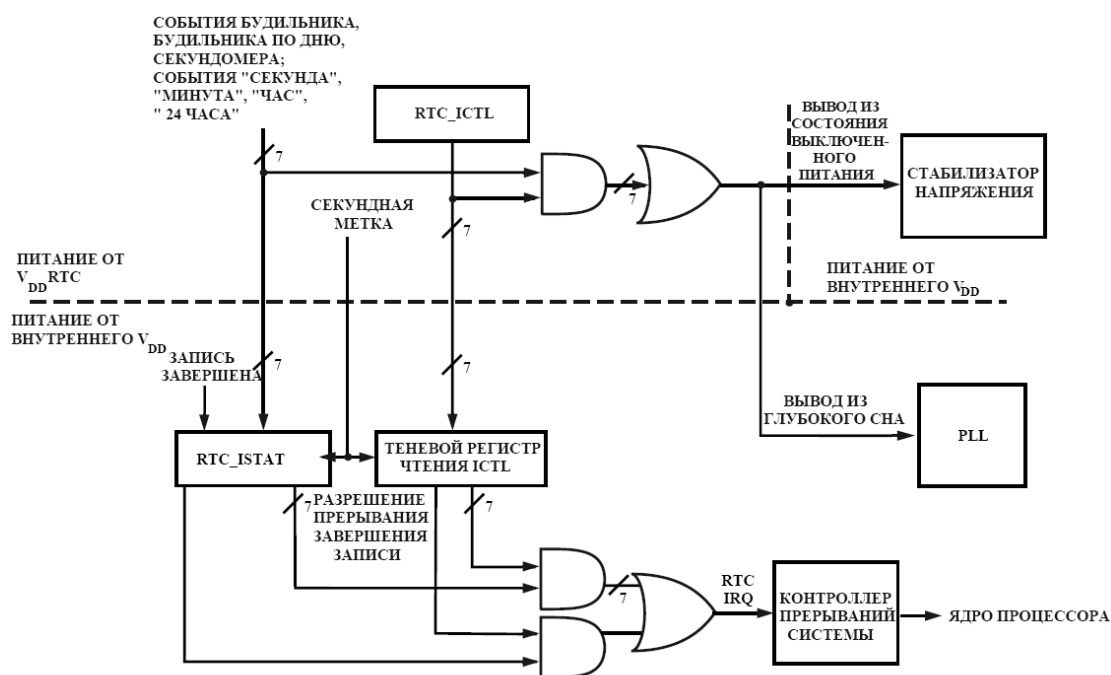 СОБЫТИЯ БУДИЛЬНИКА,
БУДИЛЬНИКА ПО ДНЮ,
СЕКУНДОМЕРА;
СОБЫТИЯ "СЕКУНДА",
"МИНУТА", "ЧАС",
" 24 ЧАСА"
RTC_ICTL
7
7
7
ВЫВОД ИЗ
СОСТОЯНИЯ
ВЫКЛЮЧЕН-
НОГО
ПИТАНИЯ
СТАБИЛИЗАТОР
НАПРЯЖЕНИЯ
СЕКУНДНАЯ
МЕТКА
ПИТАНИЕ ОТ
VDDRTC
ПИТАНИЕ ОТ
ВНУТРЕННЕГО VDD
ПИТАНИЕ ОТ
ВНУТРЕННЕГО VDD
ЗАПИСЬ
ЗАВЕРШЕНА
7
7
ВЫВОД ИЗ
ГЛУБОКОГО СНА
PLL
RTC_ISTAT
ТЕНЕВОЙ РЕГИСТР
ЧТЕНИЯ ICTL
7
7
РАЗРЕШЕНИЕ
ПРЕРЫВАНИЯ
ЗАВЕРШЕНИЯ
ЗАПИСИ
7
RTC
IRQ
КОНТРОЛЛЕР
ПРЕРЫВАНИЙ
СИСТЕМЫ
ЯДРО ПРОЦЕССОРА